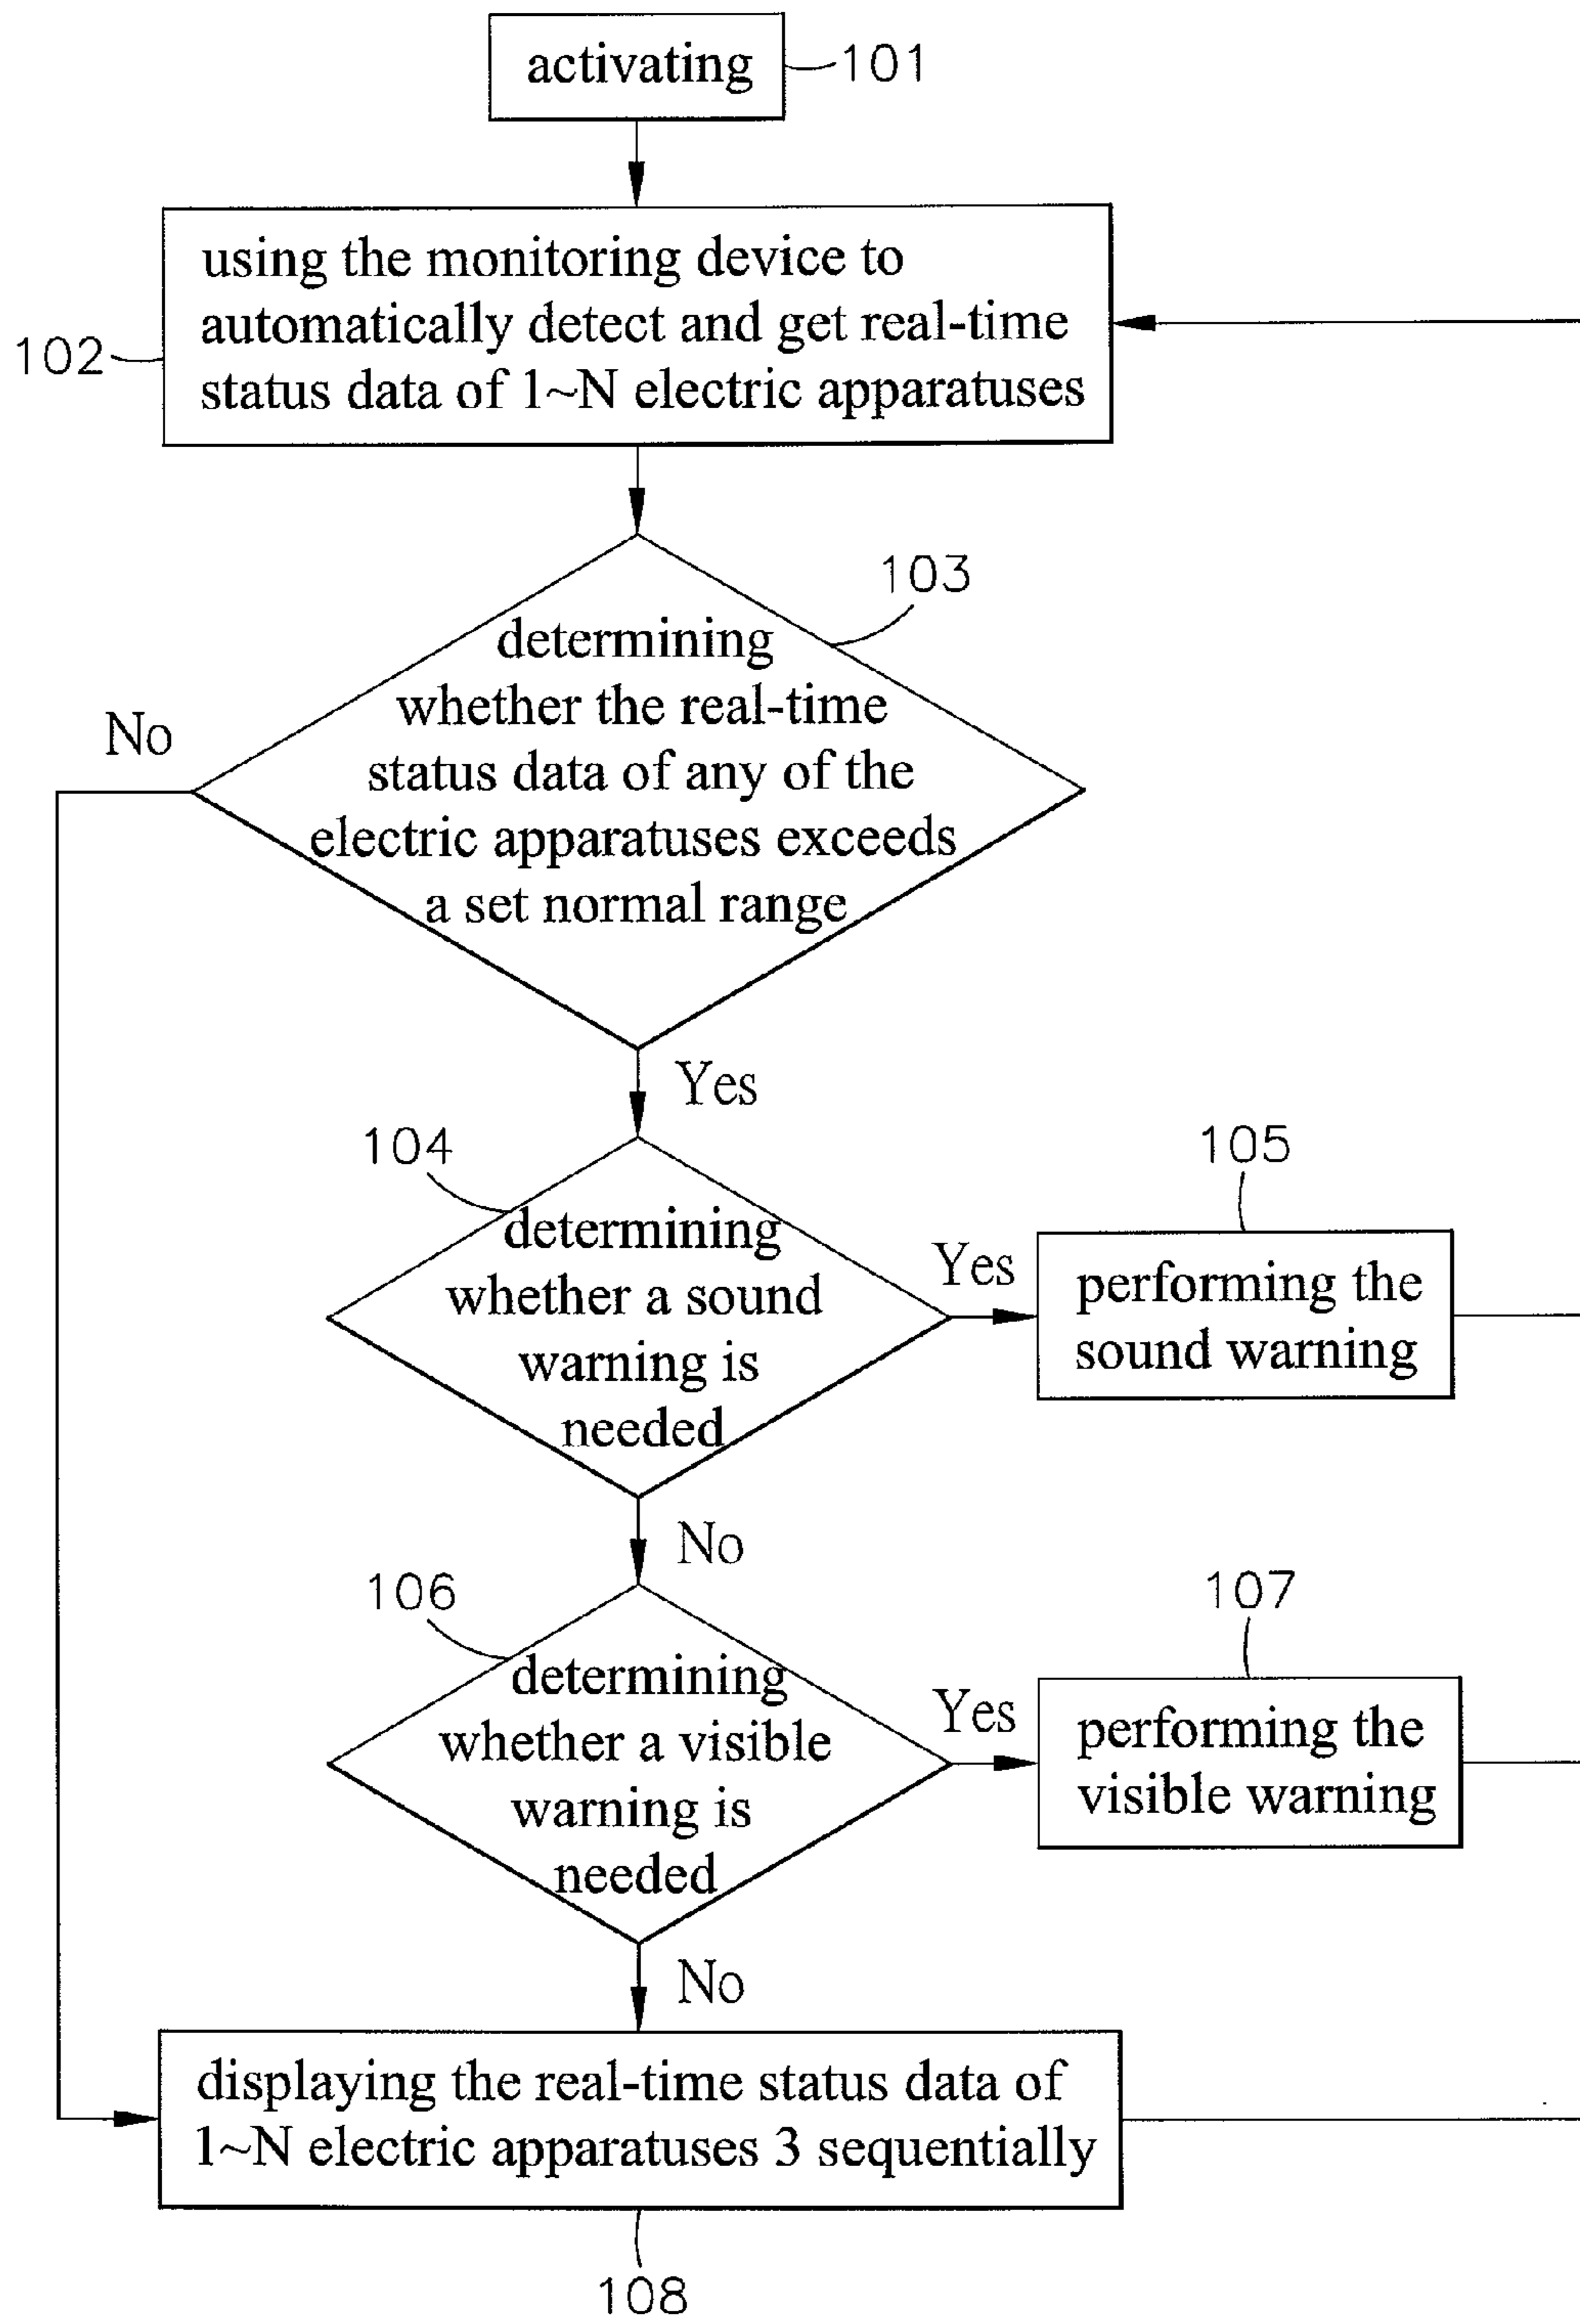 activating
101
using the monitoring device to
automatically detect and get real-time
status data of 1~N electric apparatuses
102
103
determining
whether the real-time
status data of any of the
electric apparatuses exceeds
a set normal range
No
Yes
104
determining
whether a sound
warning is
needed
Yes
105
performing the
sound warning
No
106
determining
whether a visible
warning is
needed
Yes
107
performing the
visible warning
No
displaying the real-time status data of
1~N electric apparatuses 3 sequentially
108